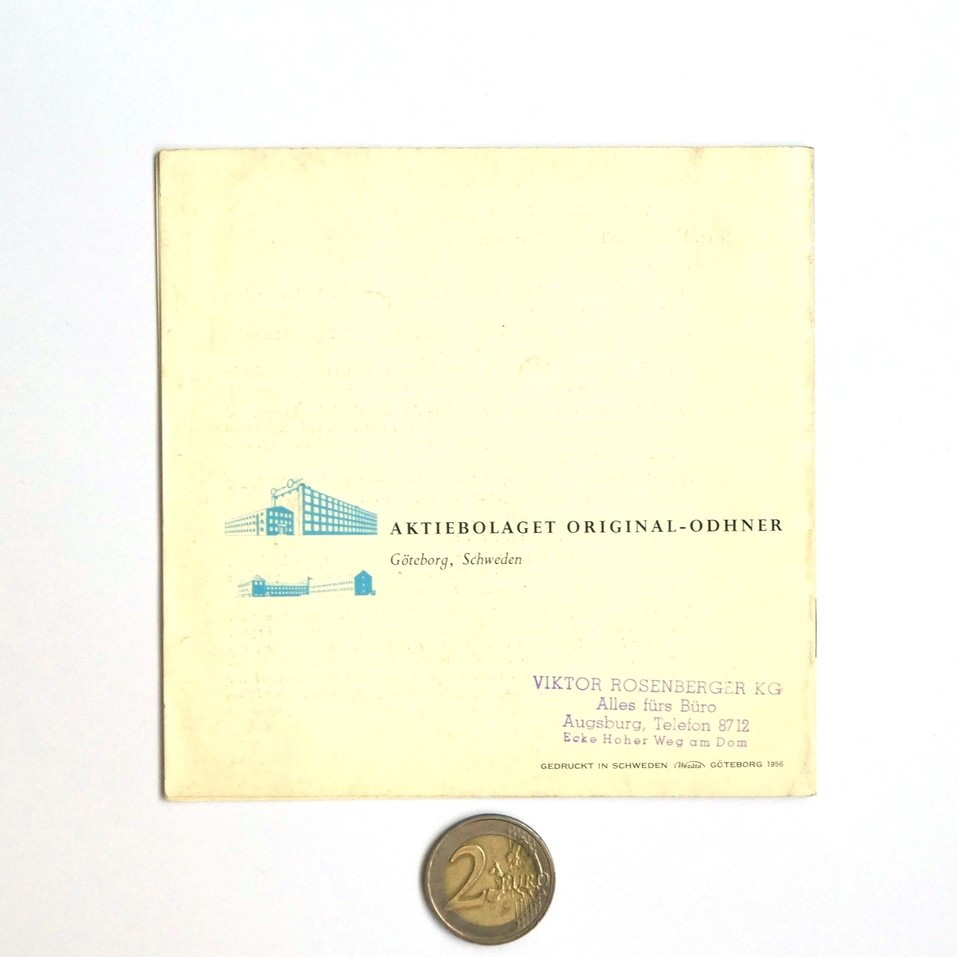 AKTIEBOLAGET ORIGINAL-ODHNER
Göteborg, Schweden
VIKTOR ROSENBERGER KG
Alles fürs Büro
Augsburg, Telefon 8712
Ecke Hoher Weg am Dom
GEDRUCKT IN SCHWEDEN Wezäta GÖTEBORG 1956
2 EURO